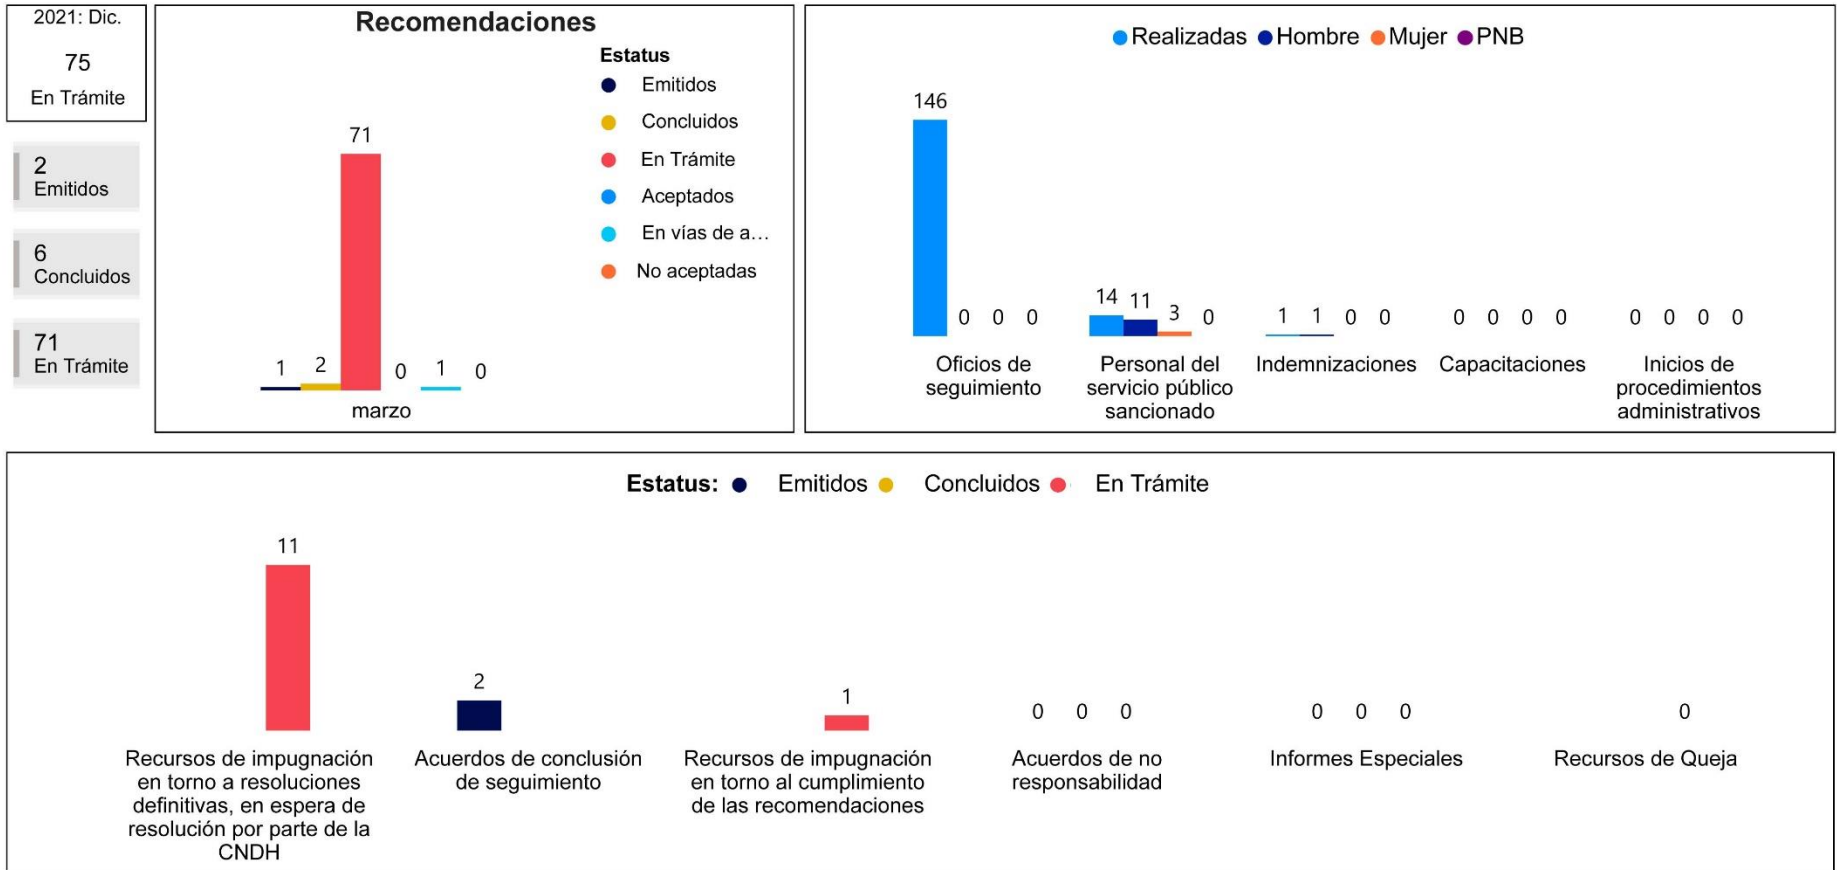 2021: Dic.
75
En Trámite
2
Emitidos
6
Concluidos
71
En Trámite
Recomendaciones
Estatus
Emitidos
Concluidos
En Trámite
Aceptados
En vías de a…
No aceptadas
1 2 71 0 1 0
marzo
Realizadas Hombre Mujer PNB
146 0 0 0
14 11 3 0
1 1 0 0
0 0 0 0
0 0 0 0
Oficios de
seguimiento
Personal del
servicio público
sancionado
Indemnizaciones
Capacitaciones
Inicios de
procedimientos
administrativos
Estatus: Emitidos Concluidos En Trámite
11
2
1
0 0 0
0 0 0
0
Recursos de impugnación
en torno a resoluciones
definitivas, en espera de
resolución por parte de la
CNDH
Acuerdos de conclusión
de seguimiento
Recursos de impugnación
en torno al cumplimiento
de las recomendaciones
Acuerdos de no
responsabilidad
Informes Especiales
Recursos de Queja